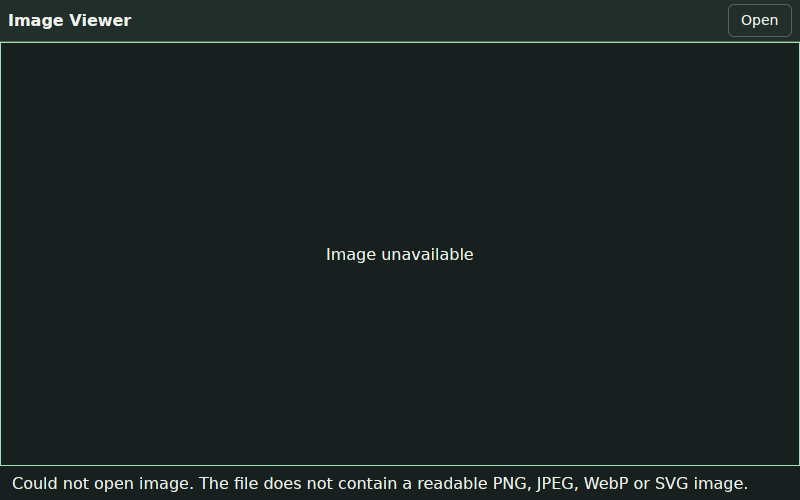 Image Viewer
Open
Image unavailable
Could not open image. The file does not contain a readable PNG, JPEG, WebP or SVG image.